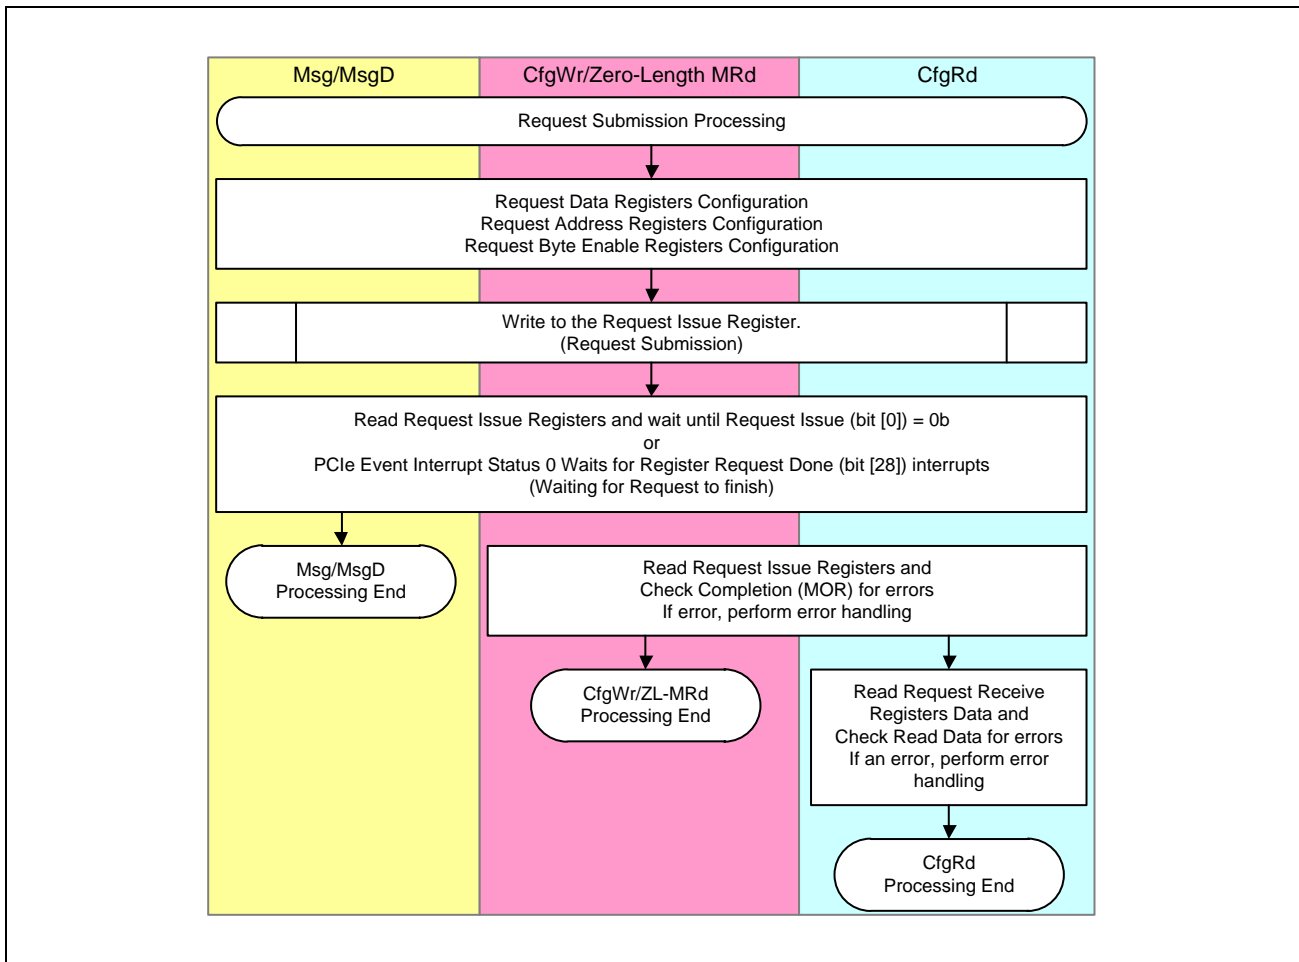 Msg/MsgD
CfgWr/Zero-Length MRd
CfgRd
Request Submission Processing
Request Data Registers Configuration
Request Address Registers Configuration
Request Byte Enable Registers Configuration
Write to the Request Issue Register.
(Request Submission)
Read Request Issue Registers and wait until Request Issue (bit [0]) = 0b
or
PCIe Event Interrupt Status 0 Waits for Register Request Done (bit [28]) interrupts
(Waiting for Request to finish)
Msg/MsgD
Processing End
Read Request Issue Registers and
Check Completion (MOR) for errors
If error, perform error handling
CfgWr/ZL-MRd
Processing End
Read Request Receive
Registers Data and
Check Read Data for errors
If an error, perform error
handling
CfgRd
Processing End